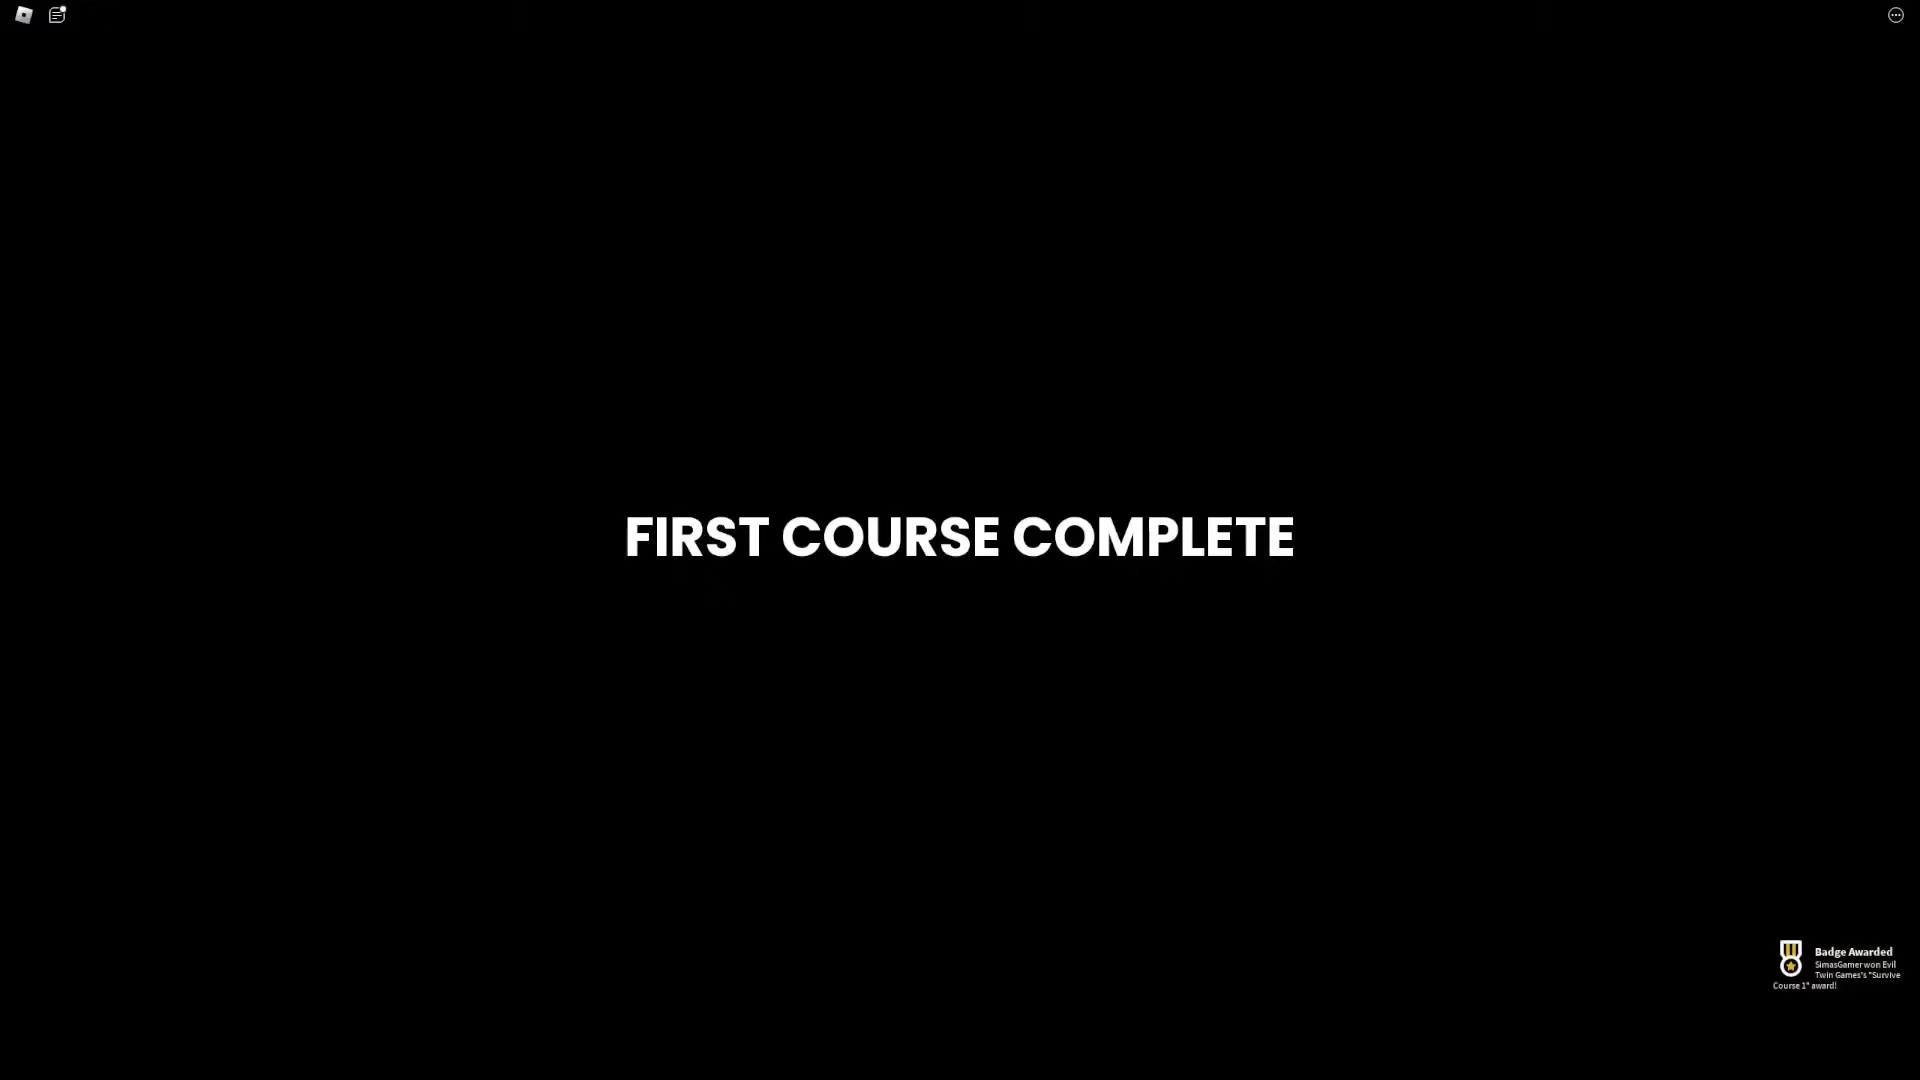 FIRST COURSE COMPLETE
Badge Awarded
SimasGamer won Evil
Twin Games's "Survive
Course 1" award!